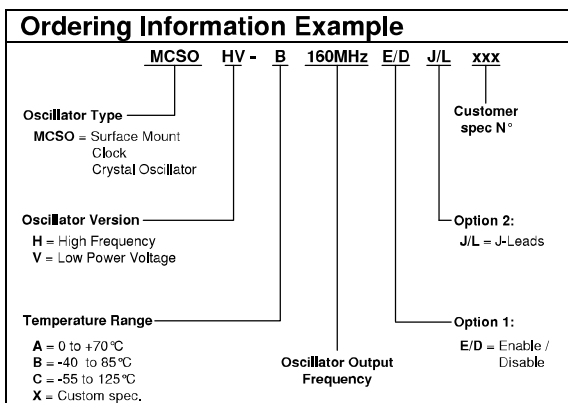 Ordering Information Example
MCSO HV - B 160MHz E/D J/L xxx
Oscillator Type
MCSO = Surface Mount
Clock
Crystal Oscillator
Customer
spec N°
Oscillator Version
H = High Frequency
V = Low Power Voltage
Option 2:
J/L = J-Leads
Temperature Range
A = 0 to +70°C
B = -40 to 85°C
C = -55 to 125°C
X = Custom spec.
Oscillator Output
Frequency
Option 1:
E/D = Enable /
Disable